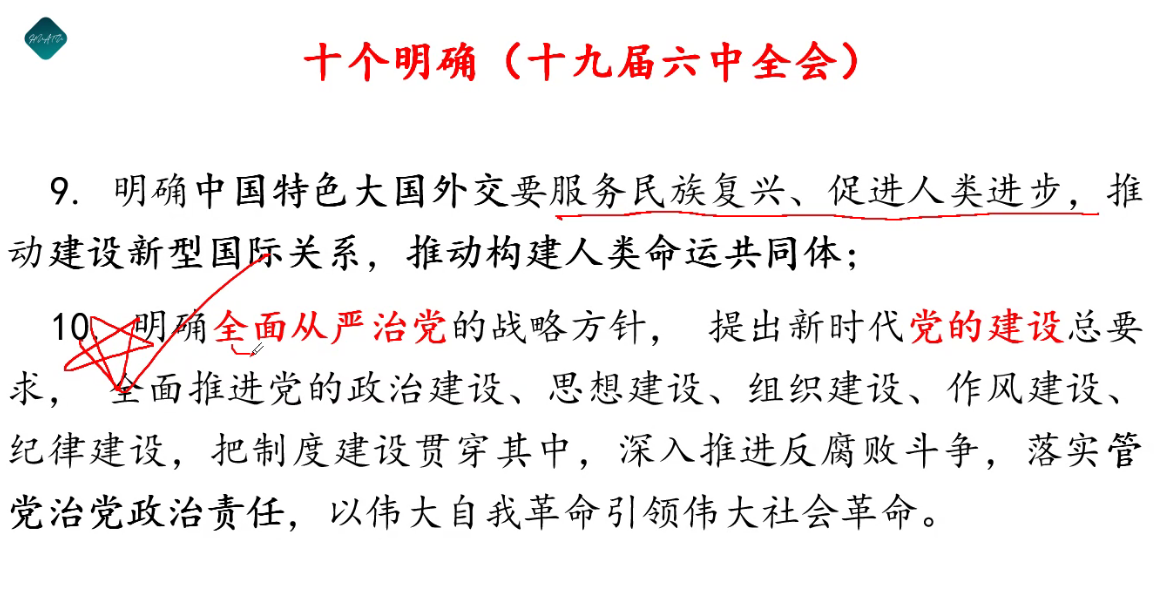 十个明确（十九届六中全会）
9. 明确中国特色大国外交要服务民族复兴、促进人类进步，推
动建设新型国际关系，推动构建人类命运共同体；
10. 明确全面从严治党的战略方针， 提出新时代党的建设总要
求， 全面推进党的政治建设、思想建设、组织建设、作风建设、
纪律建设，把制度建设贯穿其中，深入推进反腐败斗争，落实管
党治党政治责任，以伟大自我革命引领伟大社会革命。